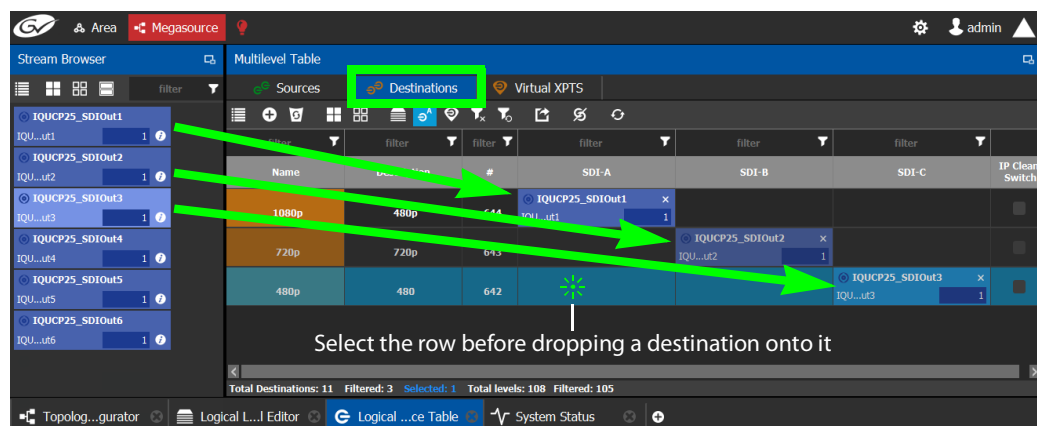 GV Area Megasource admin
Stream Browser Multilevel Table
Sources Destinations Virtual XPTS
filter
filter filter filter filter filter filter
Name # SDI-A SDI-B SDI-C IP Clean Switch
IQUCP25_SDIOut1
IQU...ut1 1
IQUCP25_SDIOut2
IQU...ut2 1
IQUCP25_SDIOut3
IQU...ut3 1
IQUCP25_SDIOut4
IQU...ut4 1
IQUCP25_SDIOut5
IQU...ut5 1
IQUCP25_SDIOut6
IQU...ut6 1
1080p 480p 644 IQUCP25_SDIOut1 x
IQU...ut1 1
720p 720p 643 IQUCP25_SDIOut2 x
IQU...ut2 1
480p 480 642 IQUCP25_SDIOut3 x
IQU...ut3 1
Select the row before dropping a destination onto it
Total Destinations: 11 Filtered: 3 Selected: 1 Total levels: 108 Filtered: 105
Topolog...gurator Logical L...l Editor Logical ...ce Table System Status